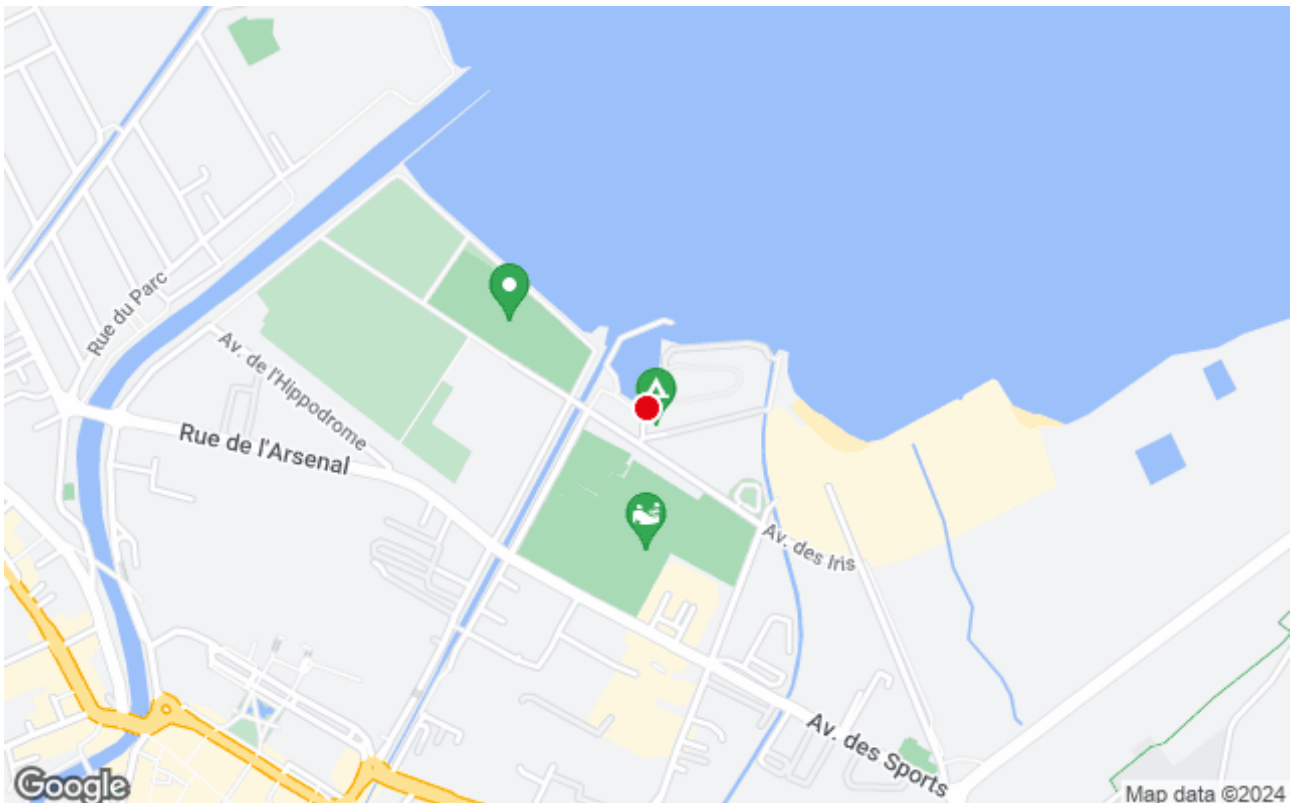 Rue du Parc
Av. de l'Hippodrome
Rue de l'Arsenal
Av. des Iris
Av. des Sports
Google
Map data ©2024